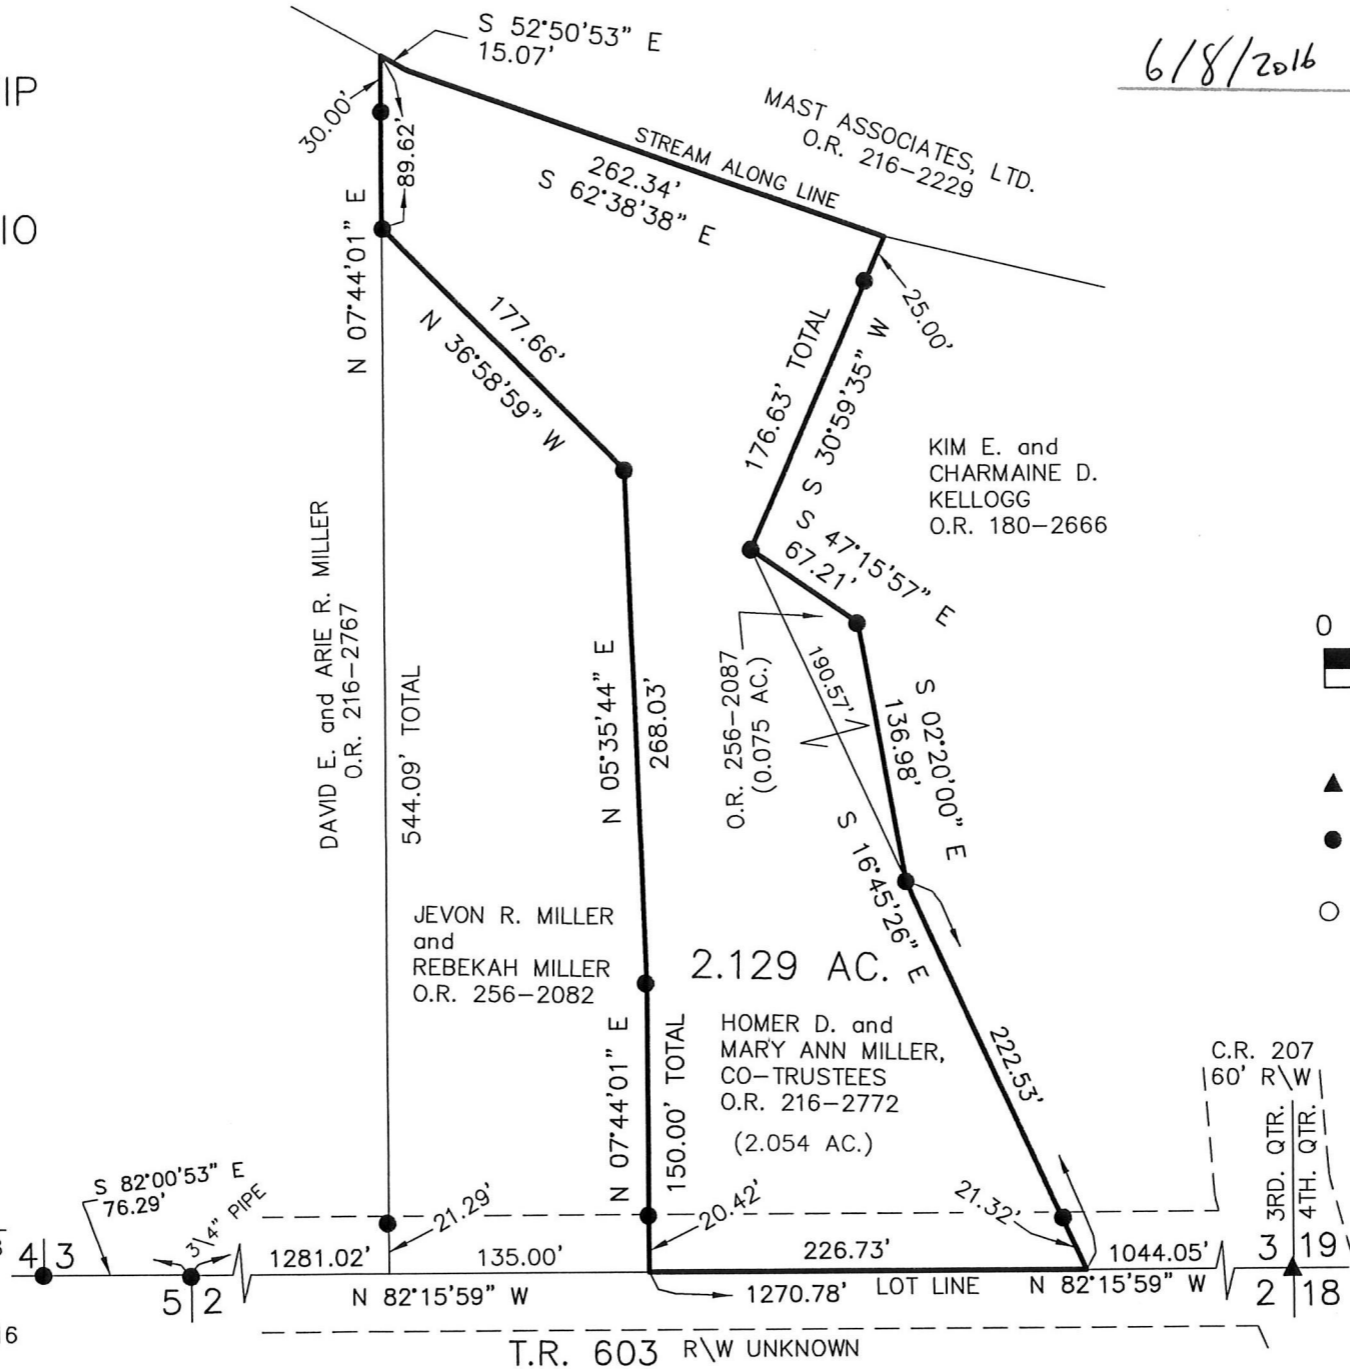 IP
IO
6/8/2016
S 52°50'53" E
15.07'
30.00'
89.62'
N 07°44'01" E
STREAM ALONG LINE
262.34'
S 62°38'38" E
MAST ASSOCIATES, LTD.
O.R. 216-2229
177.66'
N 36°58'59" W
25.00'
176.63' TOTAL
S 30°59'35" W
KIM E. and
CHARMAINE D.
KELLOGG
O.R. 180-2666
S 47°15'57" E
67.21'
DAVID E. and ARIE R. MILLER
O.R. 216-2767
544.09' TOTAL
N 05°35'44" E
268.03'
O.R. 256-2087
(0.075 AC.)
190.57'
136.98'
S 02°20'00" E
S 16°45'26" E
0
JEVON R. MILLER
and
REBEKAH MILLER
O.R. 256-2082
2.129 AC.
HOMER D. and
MARY ANN MILLER,
CO-TRUSTEES
O.R. 216-2772
(2.054 AC.)
N 07°44'01" E
150.00' TOTAL
222.53'
C.R. 207
60' R\W
3RD. QTR.
4TH. QTR.
S 82°00'53" E
76.29'
3/4" PIPE
21.29'
20.42'
21.32'
4 3
5 2
1281.02'
135.00'
226.73'
1044.05'
3 19
2 18
N 82°15'59" W
1270.78'
LOT LINE
N 82°15'59" W
16
T.R. 603 R\W UNKNOWN